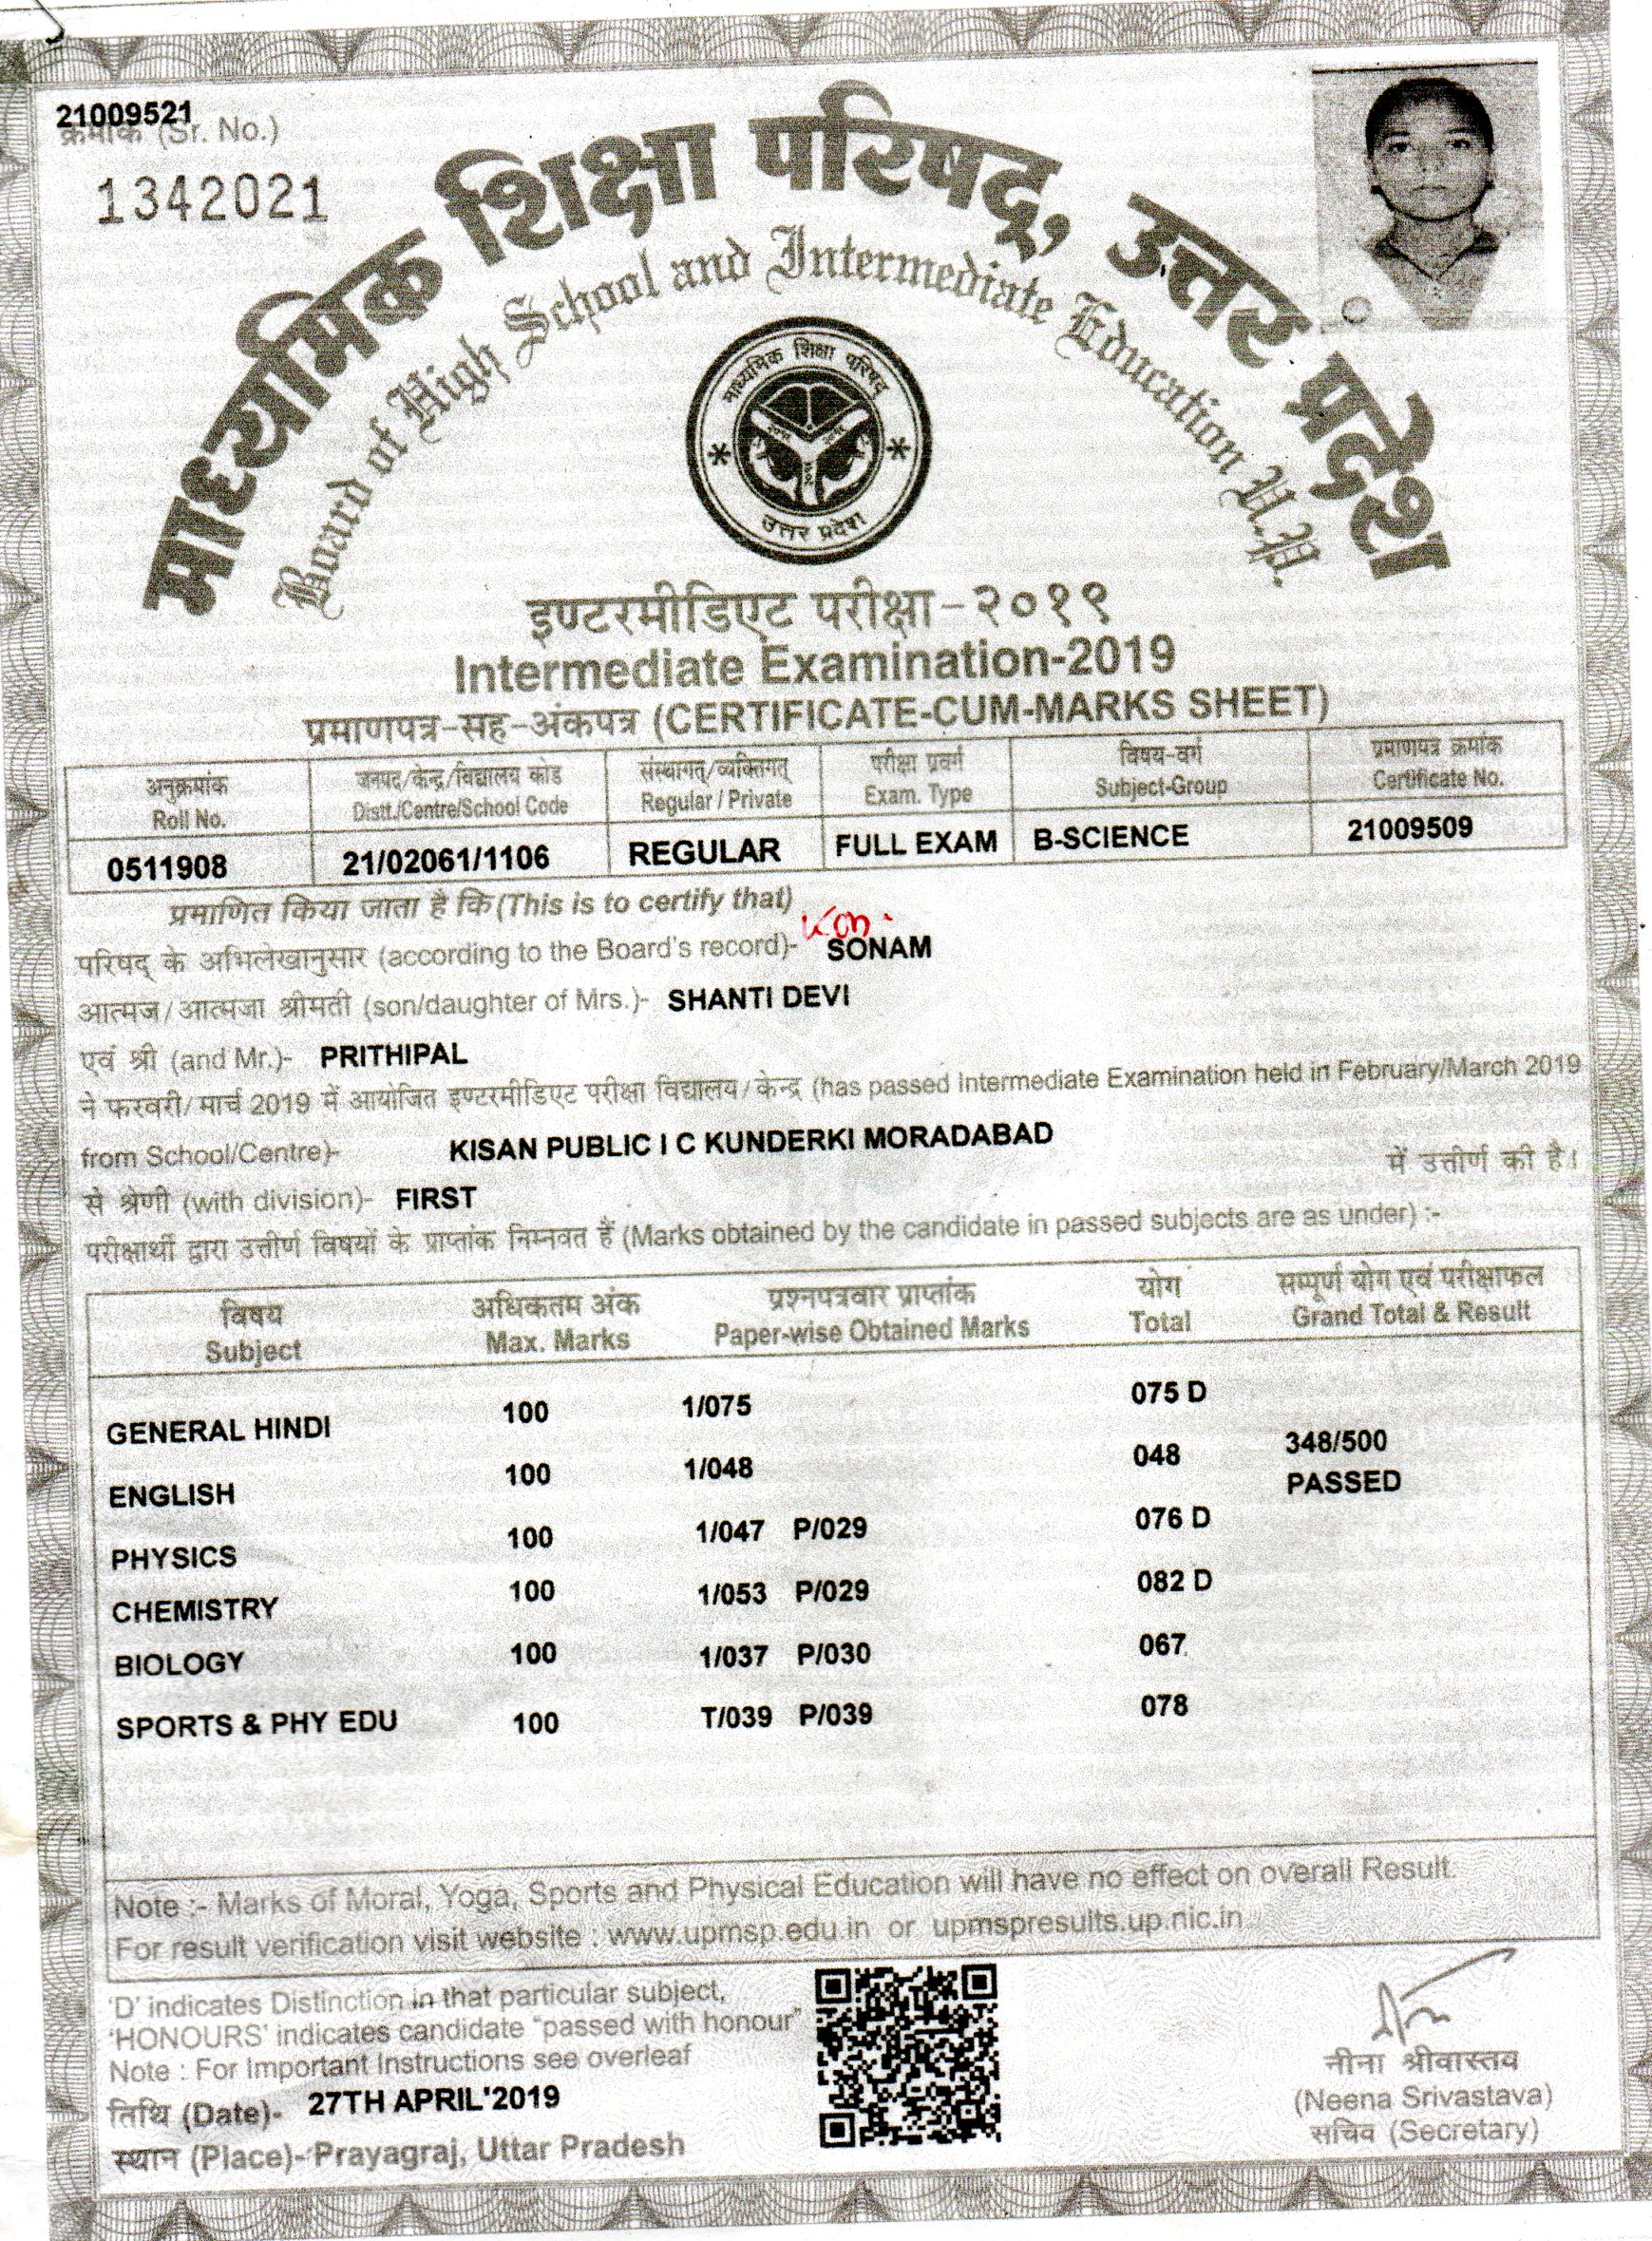 21009521
क्रमांक (Sr. No.)
1342021
माध्यमिक शिक्षा परिषद्, उत्तर प्रदेश
Board of High School and Intermediate Education U.P.
माध्यमिक शिक्षा परिषद्
उत्तर प्रदेश
इण्टरमीडिएट परीक्षा-२०१९
Intermediate Examination-2019
प्रमाणपत्र-सह-अंकपत्र (CERTIFICATE-CUM-MARKS SHEET)
अनुक्रमांक जनपद/केन्द्र/विद्यालय कोड संस्थागत्/व्यक्तिगत् परीक्षा प्रवर्ग विषय-वर्ग प्रमाणपत्र क्रमांक
Roll No. Distt./Centre/School Code Regular / Private Exam. Type Subject-Group Certificate No.
0511908 21/02061/1106 REGULAR FULL EXAM B-SCIENCE 21009509
प्रमाणित किया जाता है कि (This is to certify that)
परिषद् के अभिलेखानुसार (according to the Board's record)- SONAM
आत्मज/आत्मजा श्रीमती (son/daughter of Mrs.)- SHANTI DEVI
एवं श्री (and Mr.)- PRITHIPAL
ने फरवरी/मार्च 2019 में आयोजित इण्टरमीडिएट परीक्षा विद्यालय/केन्द्र (has passed Intermediate Examination held in February/March 2019
from School/Centre)- KISAN PUBLIC I C KUNDERKI MORADABAD
में उत्तीर्ण की है।
से श्रेणी (with division)- FIRST
परीक्षार्थी द्वारा उत्तीर्ण विषयों के प्राप्तांक निम्नवत हैं (Marks obtained by the candidate in passed subjects are as under) :-
विषय अधिकतम अंक प्रश्नपत्रवार प्राप्तांक योग सम्पूर्ण योग एवं परीक्षाफल
Subject Max. Marks Paper-wise Obtained Marks Total Grand Total & Result
GENERAL HINDI 100 1/075 075 D
348/500
ENGLISH 100 1/048 048
PASSED
PHYSICS 100 1/047 P/029 076 D
CHEMISTRY 100 1/053 P/029 082 D
BIOLOGY 100 1/037 P/030 067
SPORTS & PHY EDU 100 T/039 P/039 078
Note :- Marks of Moral, Yoga, Sports and Physical Education will have no effect on overall Result.
For result verification visit website : www.upmsp.edu.in or upmspresults.up.nic.in
'D' indicates Distinction in that particular subject,
'HONOURS' indicates candidate "passed with honour"
Note : For Important Instructions see overleaf
तिथि (Date)- 27TH APRIL'2019
स्थान (Place)- Prayagraj, Uttar Pradesh
नीना श्रीवास्तव
(Neena Srivastava)
सचिव (Secretary)